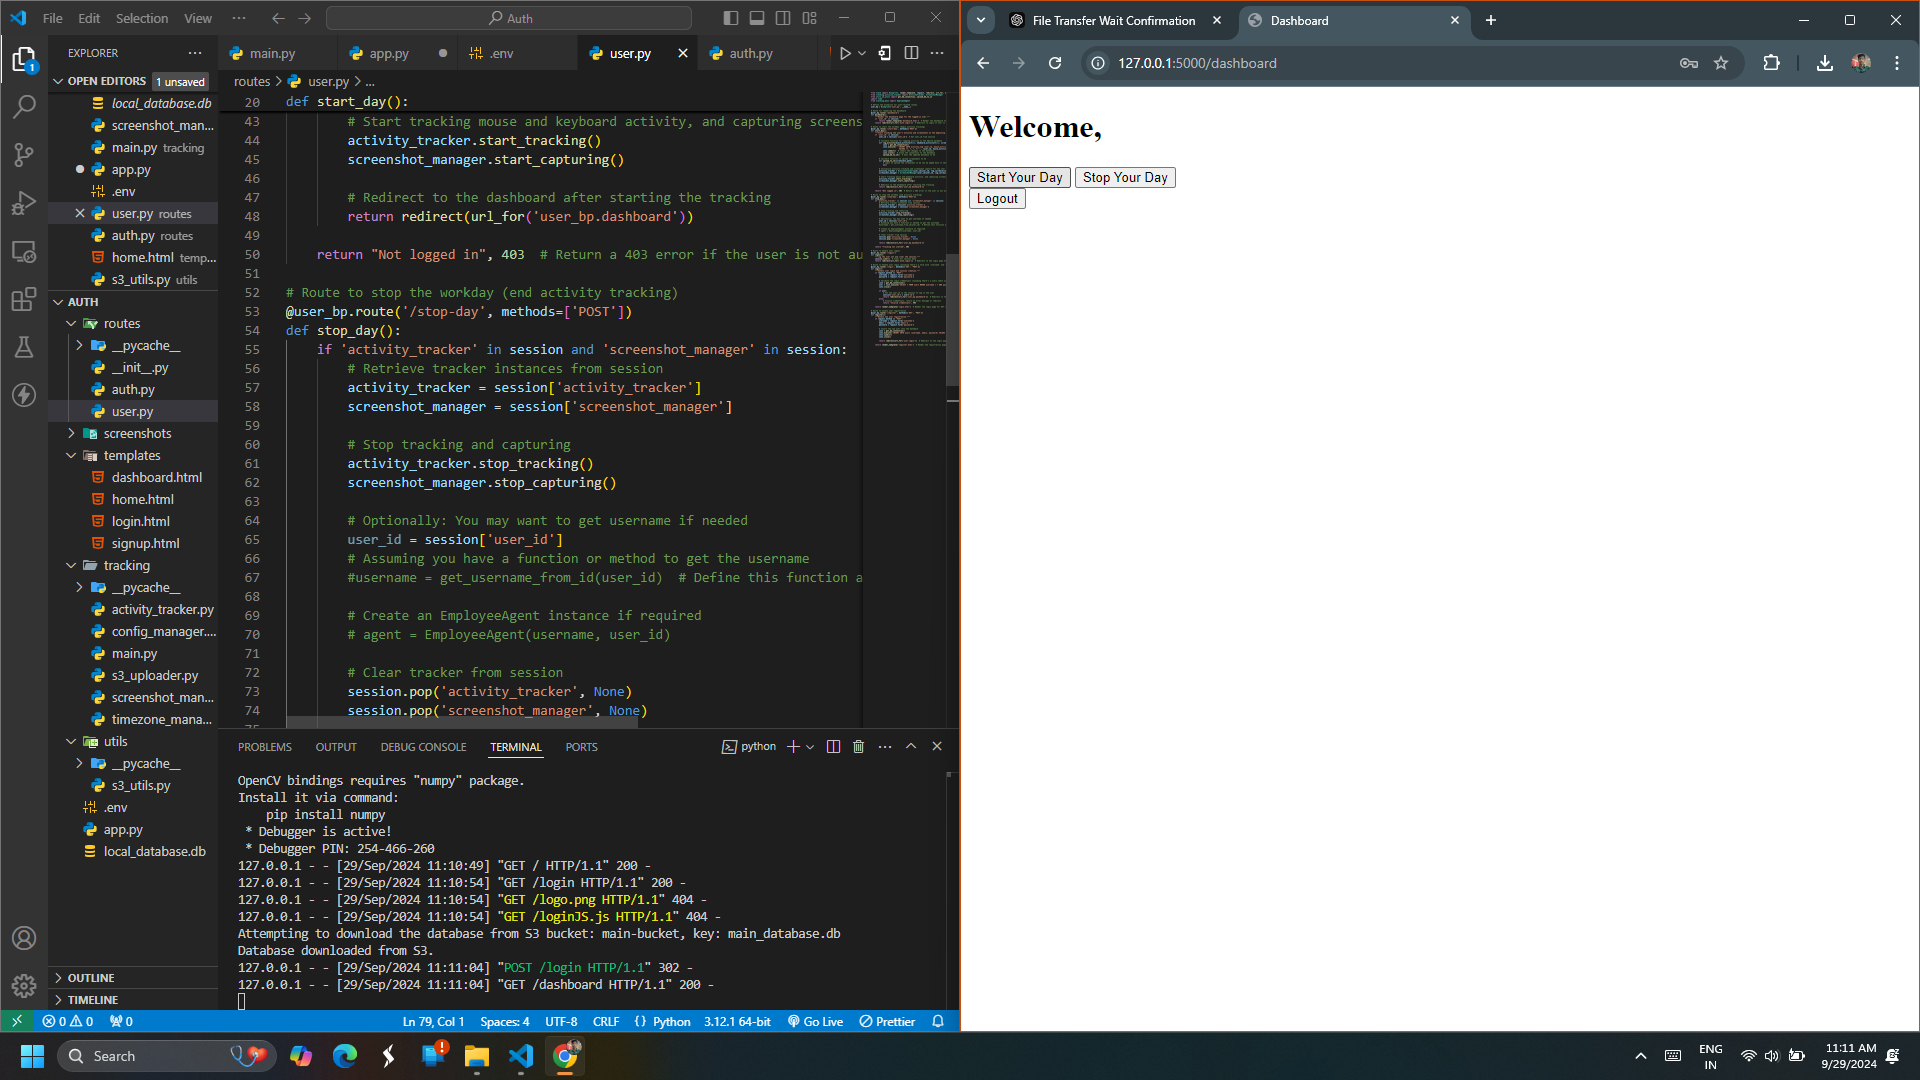 File Edit Selection View ··· Auth
EXPLORER
OPEN EDITORS 1 unsaved
local_database.db
screenshot_man...
main.py tracking
app.py
.env
user.py routes
auth.py routes
home.html temp...
s3_utils.py utils
AUTH
routes
__pycache__
__init__.py
auth.py
user.py
screenshots
templates
dashboard.html
home.html
login.html
signup.html
tracking
__pycache__
activity_tracker.py
config_manager....
main.py
s3_uploader.py
screenshot_man...
timezone_mana...
utils
__pycache__
s3_utils.py
.env
app.py
local_database.db
OUTLINE
TIMELINE
main.py app.py .env user.py auth.py
routes > user.py > ...
20 def start_day():
43 # Start tracking mouse and keyboard activity, and capturing screens
44 activity_tracker.start_tracking()
45 screenshot_manager.start_capturing()
46
47 # Redirect to the dashboard after starting the tracking
48 return redirect(url_for('user_bp.dashboard'))
49
50 return "Not logged in", 403 # Return a 403 error if the user is not au
51
52 # Route to stop the workday (end activity tracking)
53 @user_bp.route('/stop-day', methods=['POST'])
54 def stop_day():
55 if 'activity_tracker' in session and 'screenshot_manager' in session:
56 # Retrieve tracker instances from session
57 activity_tracker = session['activity_tracker']
58 screenshot_manager = session['screenshot_manager']
59
60 # Stop tracking and capturing
61 activity_tracker.stop_tracking()
62 screenshot_manager.stop_capturing()
63
64 # Optionally: You may want to get username if needed
65 user_id = session['user_id']
66 # Assuming you have a function or method to get the username
67 #username = get_username_from_id(user_id) # Define this function a
68
69 # Create an EmployeeAgent instance if required
70 # agent = EmployeeAgent(username, user_id)
71
72 # Clear tracker from session
73 session.pop('activity_tracker', None)
74 session.pop('screenshot_manager', None)
PROBLEMS OUTPUT DEBUG CONSOLE TERMINAL PORTS python
OpenCV bindings requires "numpy" package.
Install it via command:
pip install numpy
* Debugger is active!
* Debugger PIN: 254-466-260
127.0.0.1 - - [29/Sep/2024 11:10:49] "GET / HTTP/1.1" 200 -
127.0.0.1 - - [29/Sep/2024 11:10:54] "GET /login HTTP/1.1" 200 -
127.0.0.1 - - [29/Sep/2024 11:10:54] "GET /logo.png HTTP/1.1" 404 -
127.0.0.1 - - [29/Sep/2024 11:10:54] "GET /loginJS.js HTTP/1.1" 404 -
Attempting to download the database from S3 bucket: main-bucket, key: main_database.db
Database downloaded from S3.
127.0.0.1 - - [29/Sep/2024 11:11:04] "POST /login HTTP/1.1" 302 -
127.0.0.1 - - [29/Sep/2024 11:11:04] "GET /dashboard HTTP/1.1" 200 -
0 0 0 Ln 79, Col 1 Spaces: 4 UTF-8 CRLF {} Python 3.12.1 64-bit Go Live Prettier
File Transfer Wait Confirmation Dashboard
127.0.0.1:5000/dashboard
Welcome,
Start Your Day Stop Your Day
Logout
Search
ENG
IN
11:11 AM
9/29/2024